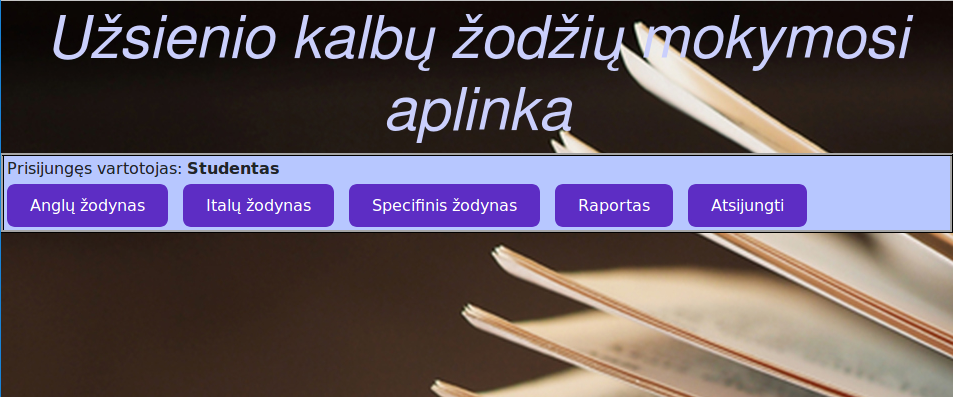 Užsienio kalbų žodžių mokymosi
aplinka
Prisijungęs vartotojas: Studentas
Anglų žodynas Italų žodynas Specifinis žodynas Raportas Atsijungti